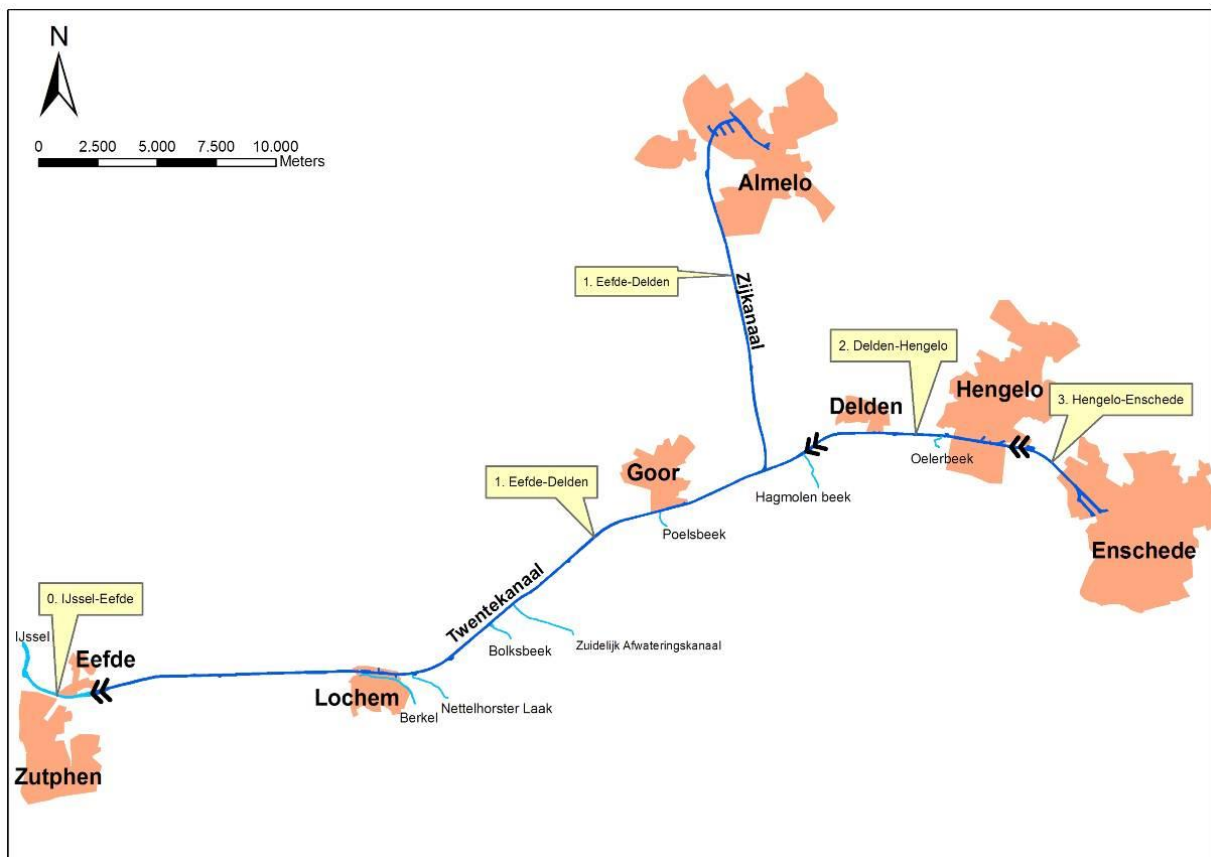 N
0 2.500 5.000 7.500 10.000
Meters
Almelo
1. Eefde-Delden
Zijkanaal
2. Delden-Hengelo
Hengelo
3. Hengelo-Enschede
Delden
Oelerbeek
Goor
Hagmolen beek
1. Eefde-Delden
Poelsbeek
Enschede
Twentekanaal
0. IJssel-Eefde
IJssel
Eefde
Zuidelijk Afwateringskanaal
Bolksbeek
Lochem
Nettelhorster Laak
Berkel
Zutphen